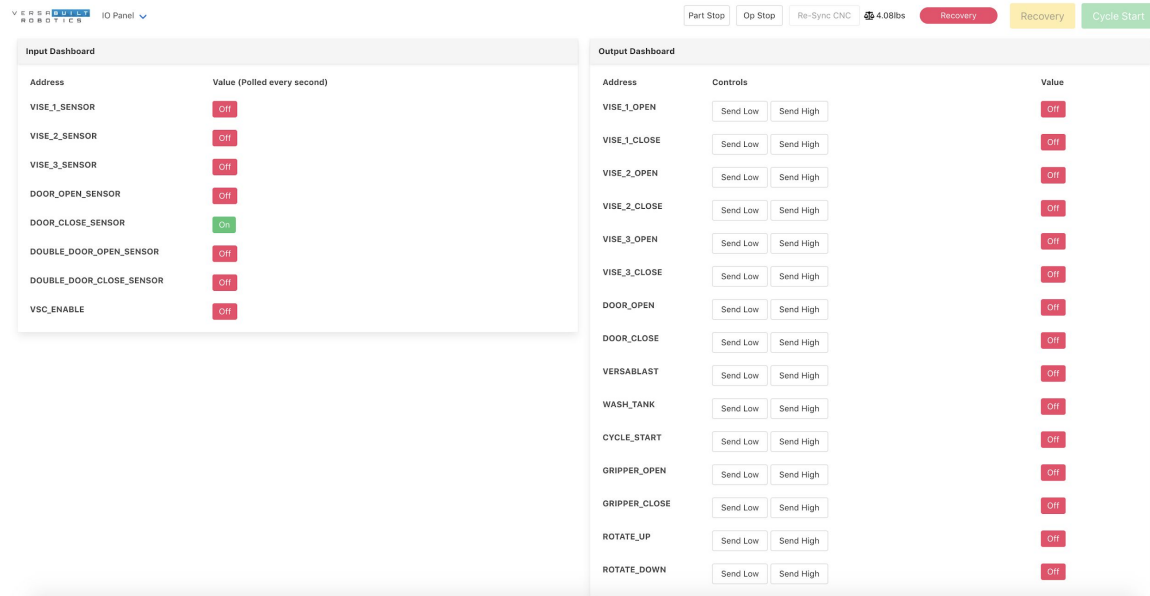 VERSABUILT ROBOTICS IO Panel Part Stop Op Stop Re-Sync CNC 4.08lbs Recovery Recovery Cycle Start
Input Dashboard
Address Value (Polled every second)
VISE_1_SENSOR Off
VISE_2_SENSOR Off
VISE_3_SENSOR Off
DOOR_OPEN_SENSOR Off
DOOR_CLOSE_SENSOR On
DOUBLE_DOOR_OPEN_SENSOR Off
DOUBLE_DOOR_CLOSE_SENSOR Off
VSC_ENABLE Off
Output Dashboard
Address Controls Value
VISE_1_OPEN Send Low Send High Off
VISE_1_CLOSE Send Low Send High Off
VISE_2_OPEN Send Low Send High Off
VISE_2_CLOSE Send Low Send High Off
VISE_3_OPEN Send Low Send High Off
VISE_3_CLOSE Send Low Send High Off
DOOR_OPEN Send Low Send High Off
DOOR_CLOSE Send Low Send High Off
VERSABLAST Send Low Send High Off
WASH_TANK Send Low Send High Off
CYCLE_START Send Low Send High Off
GRIPPER_OPEN Send Low Send High Off
GRIPPER_CLOSE Send Low Send High Off
ROTATE_UP Send Low Send High Off
ROTATE_DOWN Send Low Send High Off